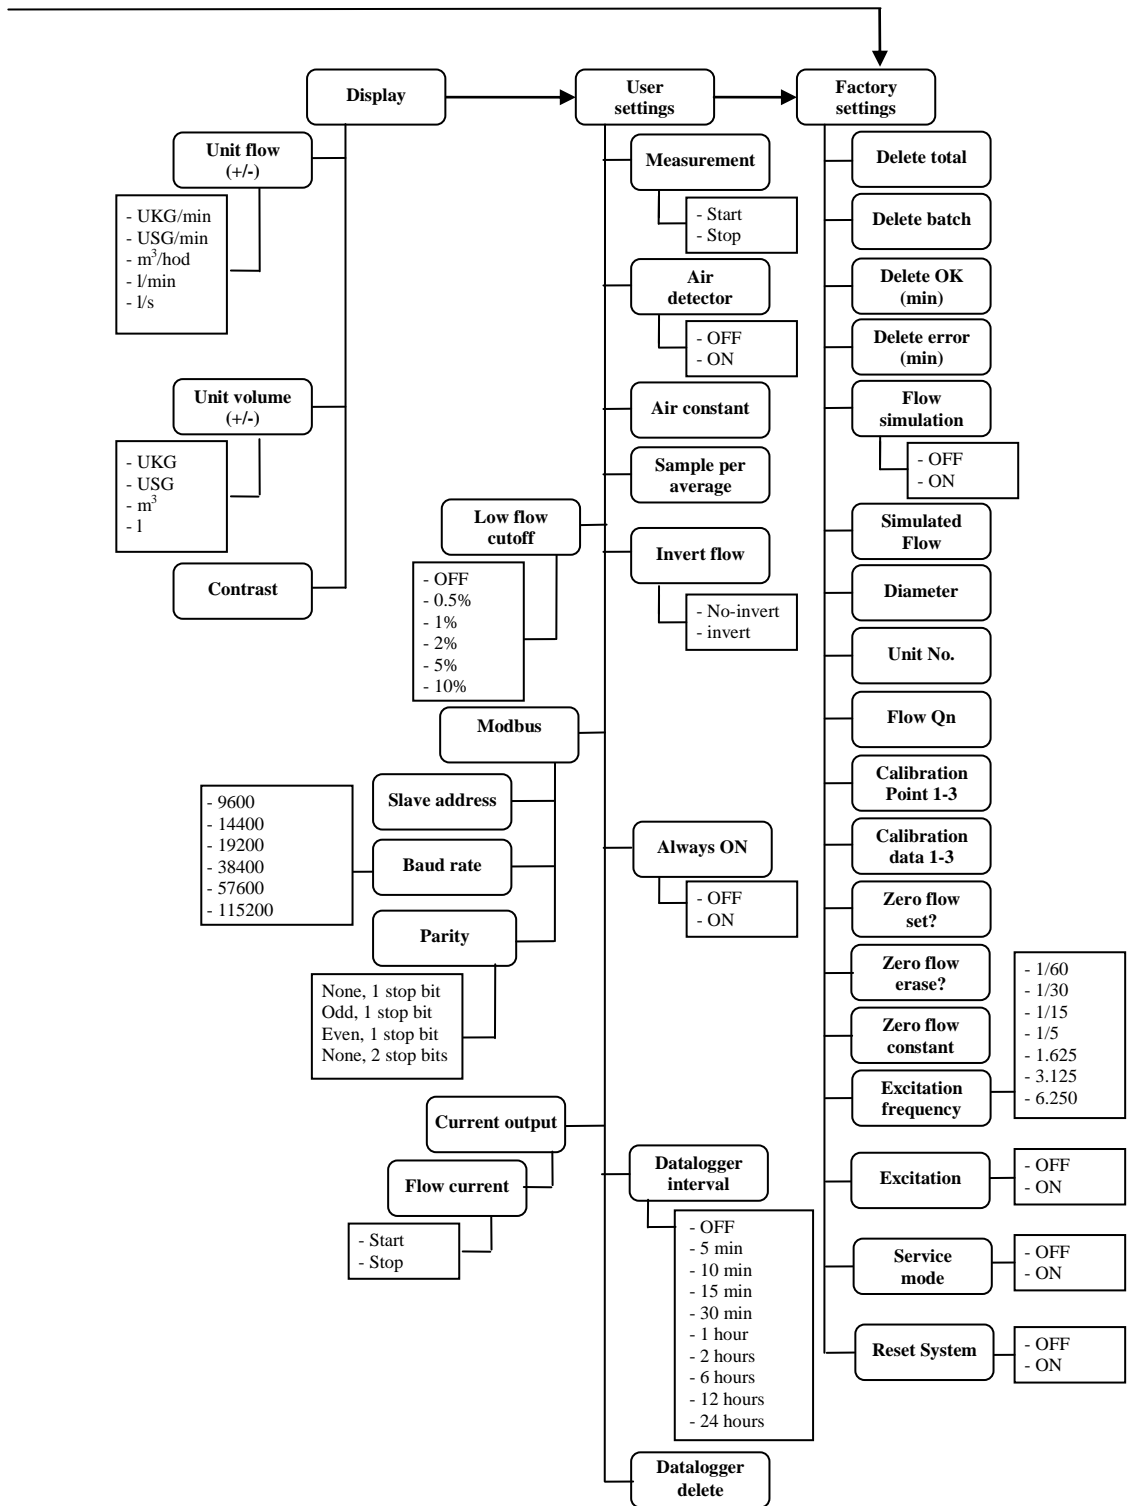 Display
User
settings
Factory
settings
Unit flow
(+/-)
- UKG/min
- USG/min
- m³/hod
- l/min
- l/s
Unit volume
(+/-)
- UKG
- USG
- m³
- l
Contrast
Measurement
- Start
- Stop
Air
detector
- OFF
- ON
Air constant
Sample per
average
Low flow
cutoff
- OFF
- 0.5%
- 1%
- 2%
- 5%
- 10%
Invert flow
- No-invert
- invert
Modbus
Slave address
Baud rate
- 9600
- 14400
- 19200
- 38400
- 57600
- 115200
Parity
None, 1 stop bit
Odd, 1 stop bit
Even, 1 stop bit
None, 2 stop bits
Always ON
- OFF
- ON
Current output
Flow current
- Start
- Stop
Datalogger
interval
- OFF
- 5 min
- 10 min
- 15 min
- 30 min
- 1 hour
- 2 hours
- 6 hours
- 12 hours
- 24 hours
Datalogger
delete
Delete total
Delete batch
Delete OK
(min)
Delete error
(min)
Flow
simulation
- OFF
- ON
Simulated
Flow
Diameter
Unit No.
Flow Qn
Calibration
Point 1-3
Calibration
data 1-3
Zero flow
set?
Zero flow
erase?
Zero flow
constant
Excitation
frequency
- 1/60
- 1/30
- 1/15
- 1/5
- 1.625
- 3.125
- 6.250
Excitation
- OFF
- ON
Service
mode
- OFF
- ON
Reset System
- OFF
- ON